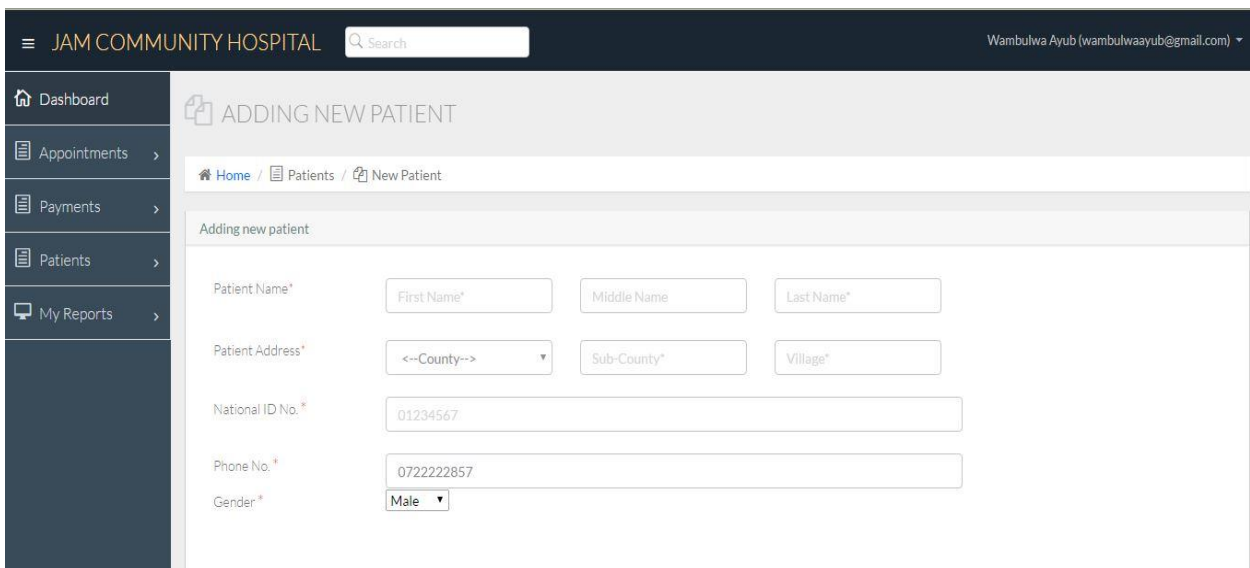 JAM COMMUNITY HOSPITAL
Search
Wambulwa Ayub (wambulwaayub@gmail.com)
Dashboard
Appointments
Payments
Patients
My Reports
ADDING NEW PATIENT
Home / Patients / New Patient
Adding new patient
Patient Name* First Name* Middle Name Last Name*
Patient Address* <--County--> Sub-County* Village*
National ID No. * 01234567
Phone No. * 0722222857
Gender * Male